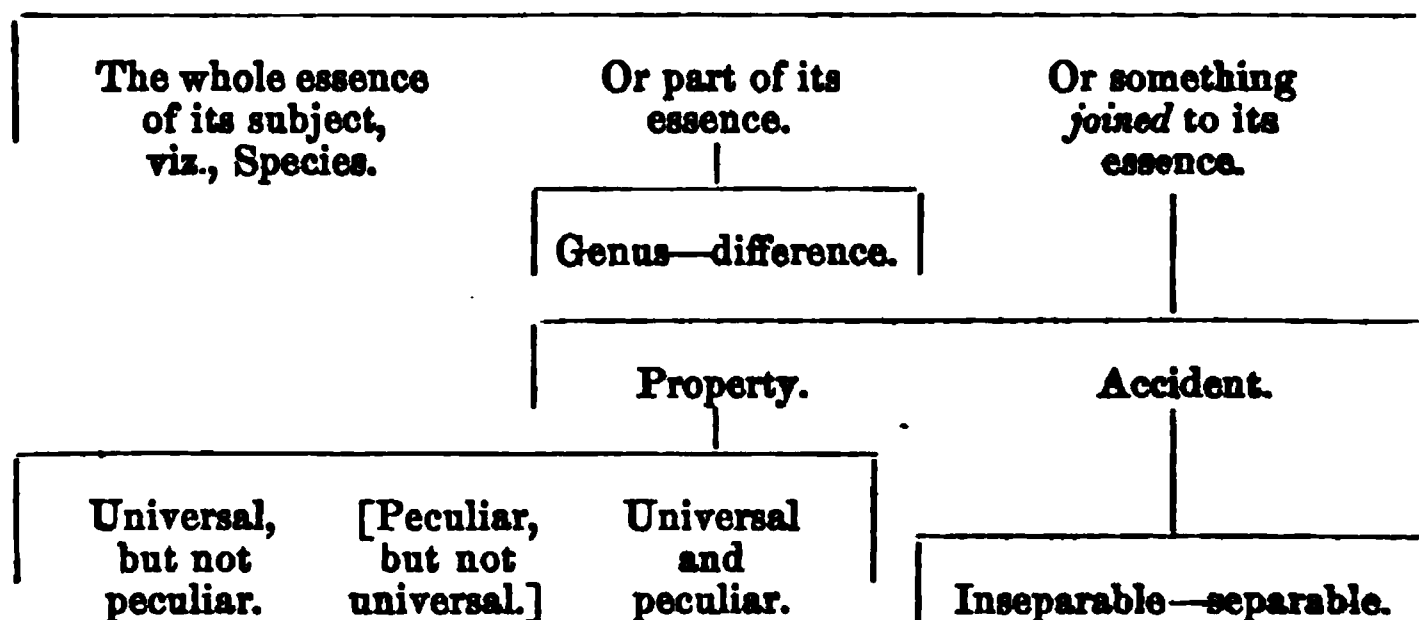 The whole essence
of its subject,
viz., Species.
Or part of its
essence.
Or something
joined to its
essence.
Genus—difference.
Property.
Accident.
Universal,
but not
peculiar.
[Peculiar,
but not
universal.]
Universal
and
peculiar.
Inseparable—separable.